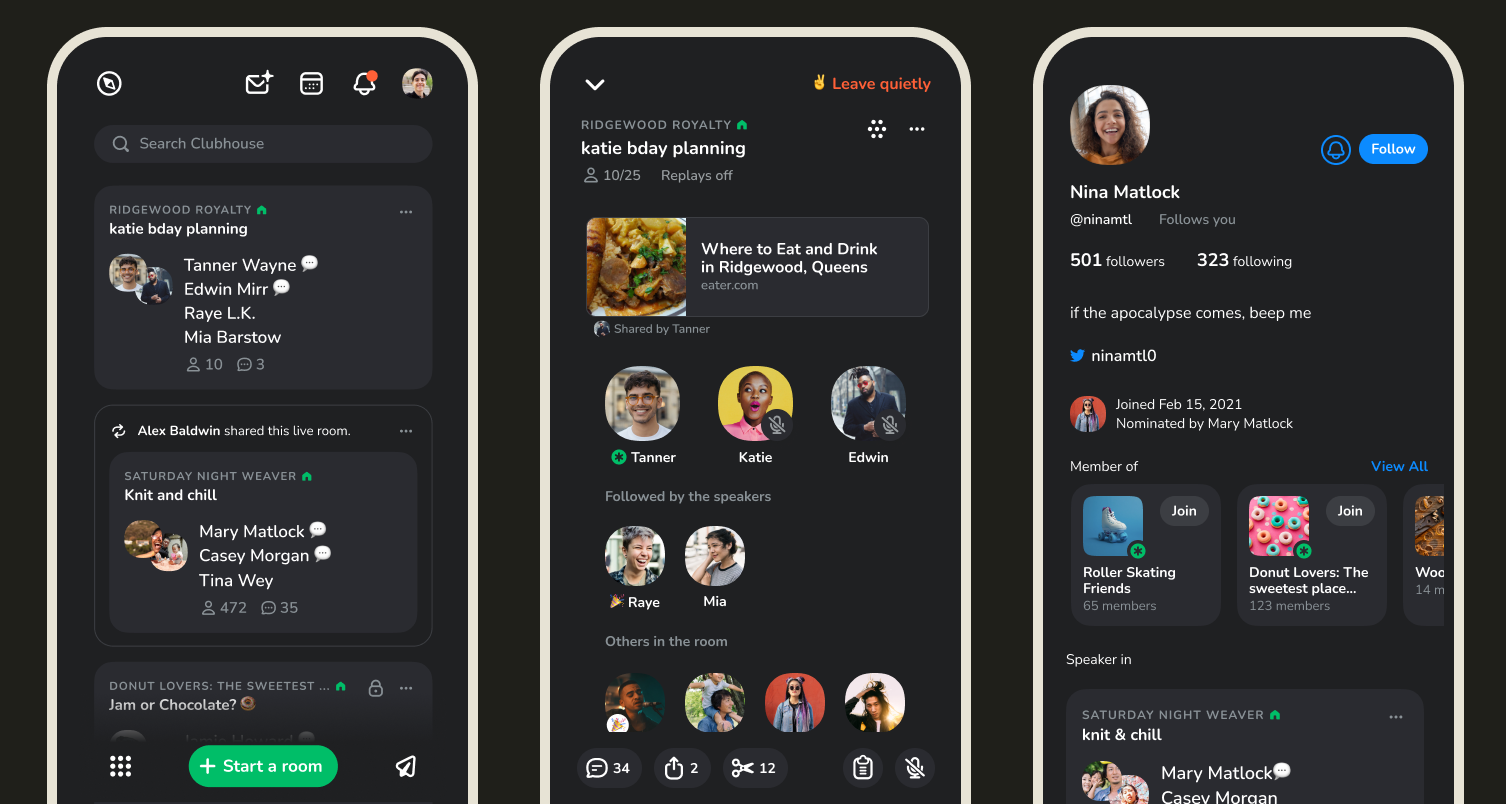 Search Clubhouse
RIDGEWOOD ROYALTY
katie bday planning
Tanner Wayne
Edwin Mirr
Raye L.K.
Mia Barstow
10 3
Alex Baldwin shared this live room.
SATURDAY NIGHT WEAVER
Knit and chill
Mary Matlock
Casey Morgan
Tina Wey
472 35
DONUT LOVERS: THE SWEETEST ...
Jam or Chocolate?
Jamie Howard
+ Start a room
Leave quietly
RIDGEWOOD ROYALTY
katie bday planning
10/25 Replays off
Where to Eat and Drink
in Ridgewood, Queens
eater.com
Shared by Tanner
Tanner Katie Edwin
Followed by the speakers
Raye Mia
Others in the room
34 2 12
Follow
Nina Matlock
@ninamtl Follows you
501 followers 323 following
if the apocalypse comes, beep me
ninamtl0
Joined Feb 15, 2021
Nominated by Mary Matlock
Member of View All
Join Join
Roller Skating Donut Lovers: The Woo
Friends sweetest place...
65 members 123 members 14 m
Speaker in
SATURDAY NIGHT WEAVER
knit & chill
Mary Matlock
Casey Morgan